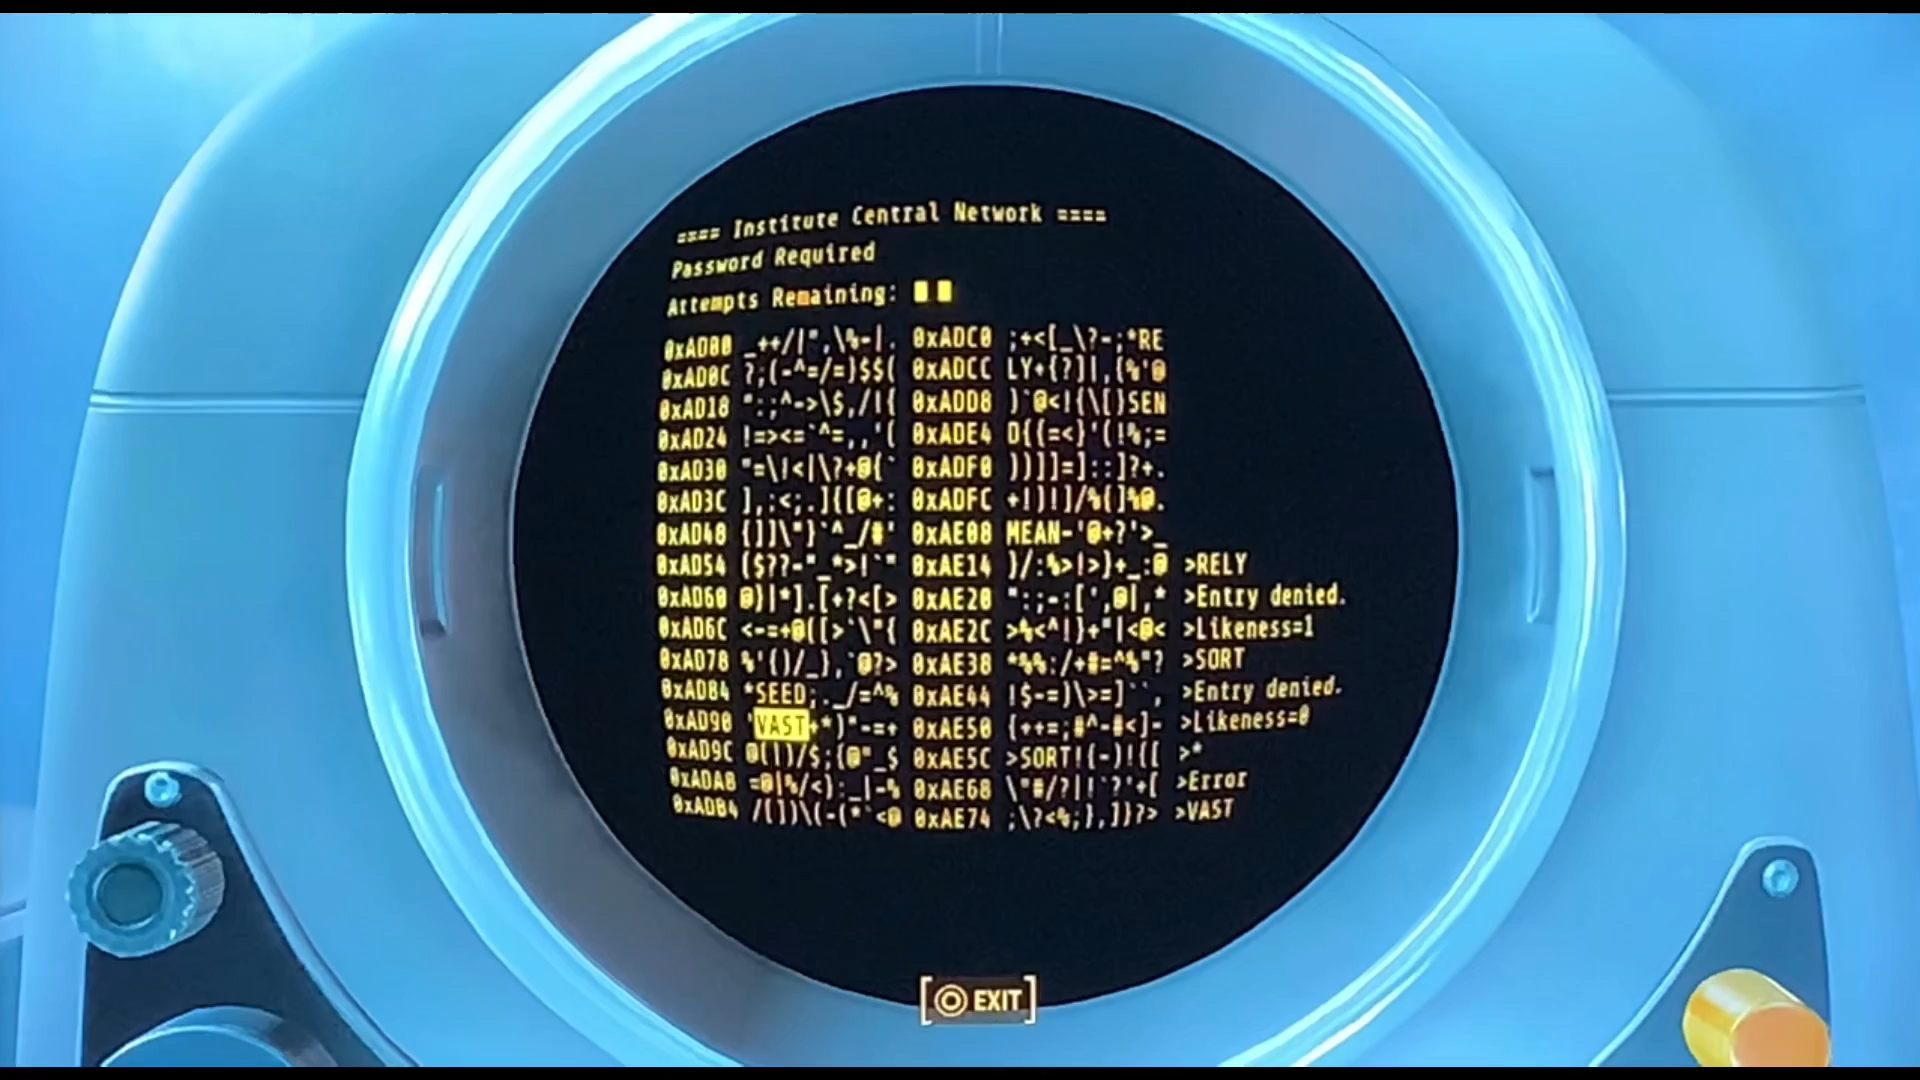 ==== Institute Central Network ====
Password Required
Attempts Remaining:
0xAD00 _++/|",\%-|. 0xADC0 ;+<[_\?-;*RE
0xAD0C ?;(-^=/=)$$( 0xADCC LY+{?]|,{%'@
0xAD18 ":;^->\$,/!{ 0xADD8 )`@<!{\[)SEN
0xAD24 !=><=`^=,,'( 0xADE4 D{(=<}'(!%;=
0xAD30 "=\!<|\?+@{` 0xADF0 ))]]=]::]?+.
0xAD3C ],:<;.]{[@+: 0xADFC +!]!]/%(]%@.
0xAD48 {]]\"}`^_/#' 0xAE08 MEAN-'@+?'>_
0xAD54 ($??-"_*>!`" 0xAE14 )/:%>!>)+_:@ >RELY
0xAD60 @}|*].[+?<[> 0xAE20 ":;-:[',@[,* >Entry denied.
0xAD6C <-=+@([>`\"{ 0xAE2C >%<^!}+"|<@< >Likeness=1
0xAD78 %'()/_},`@?> 0xAE38 *%%:/+#=^%"? >SORT
0xAD84 *SEED;._/=^% 0xAE44 !$-=)\>=]``, >Entry denied.
0xAD90 'VAST+*)"-=+ 0xAE50 {++=;#^-#<]- >Likeness=0
0xAD9C @(])/$;{@"_$ 0xAE5C >SORT!(-)!{[ >*
0xADA8 =@|%/<}:_|-% 0xAE68 \"#/?|!`?'+[ >Error
0xADB4 /(])\(-(*`<@ 0xAE74 ;\?<%;},]}?> >VAST
EXIT